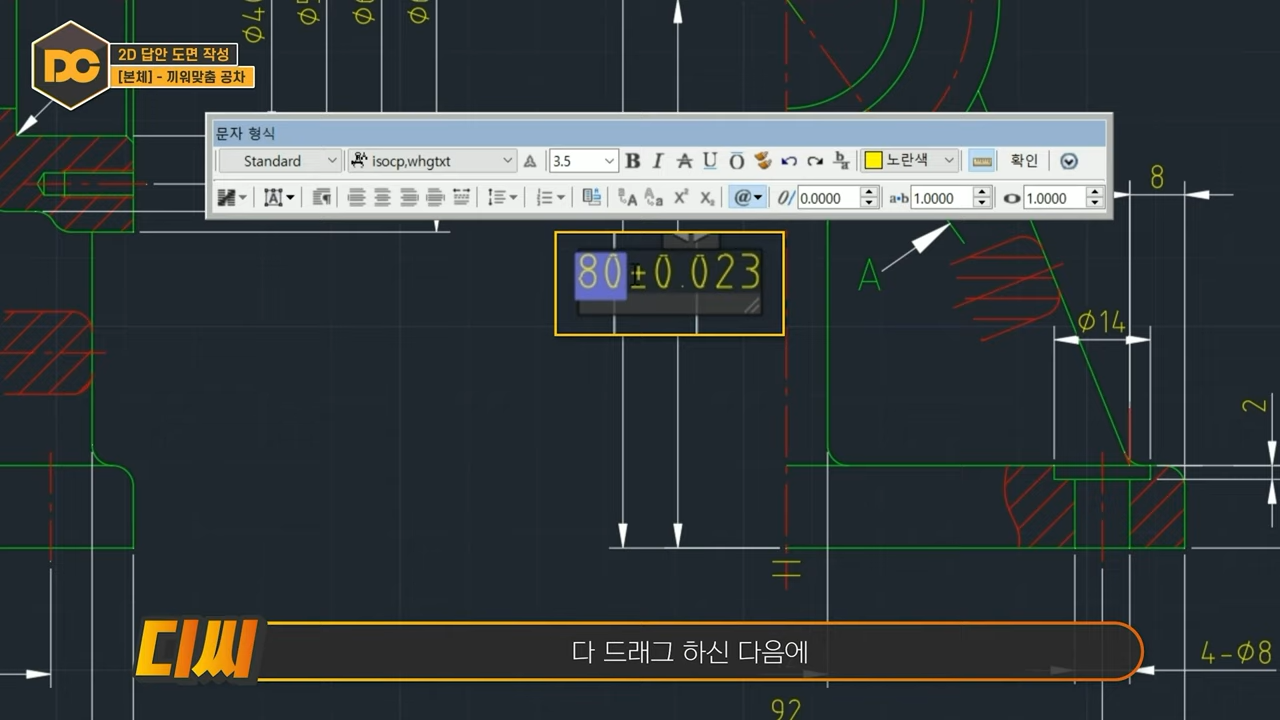 DC
2D 답안 도면 작성
[본체] - 끼워맞춤 공차
문자 형식
Standard
isocp,whgtxt
3.5
B I A U O
노란색
확인
@
0/ 0.0000
a•b 1.0000
1.0000
80±0.023
A
8
Ø14
2
4-Ø8
92
디씨
다 드래그 하신 다음에